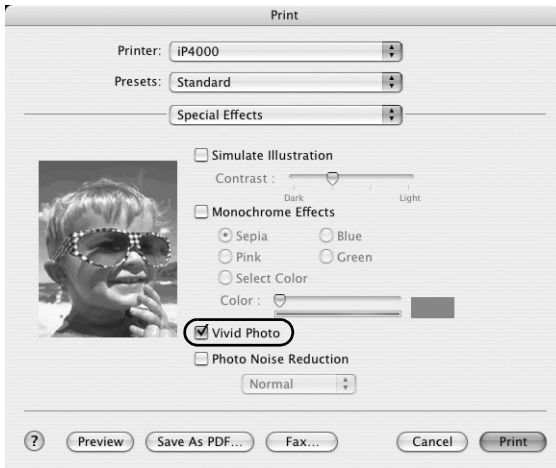 Print
Printer: iP4000
Presets: Standard
Special Effects
Simulate Illustration
Contrast :
Dark Light
Monochrome Effects
Sepia Blue
Pink Green
Select Color
Color :
Vivid Photo
Photo Noise Reduction
Normal
? Preview Save As PDF... Fax... Cancel Print